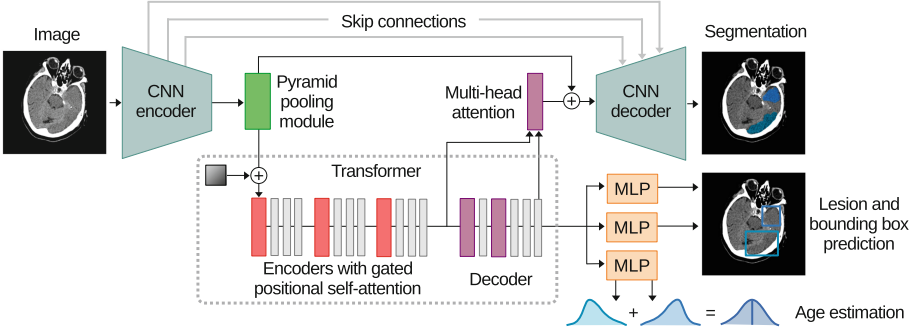 Skip connections
Image
Segmentation
CNN
encoder
Pyramid
pooling
module
Multi-head
attention
+
CNN
decoder
Transformer
+
MLP
MLP
MLP
Lesion and
bounding box
prediction
Encoders with gated
positional self-attention
Decoder
+
=
Age estimation